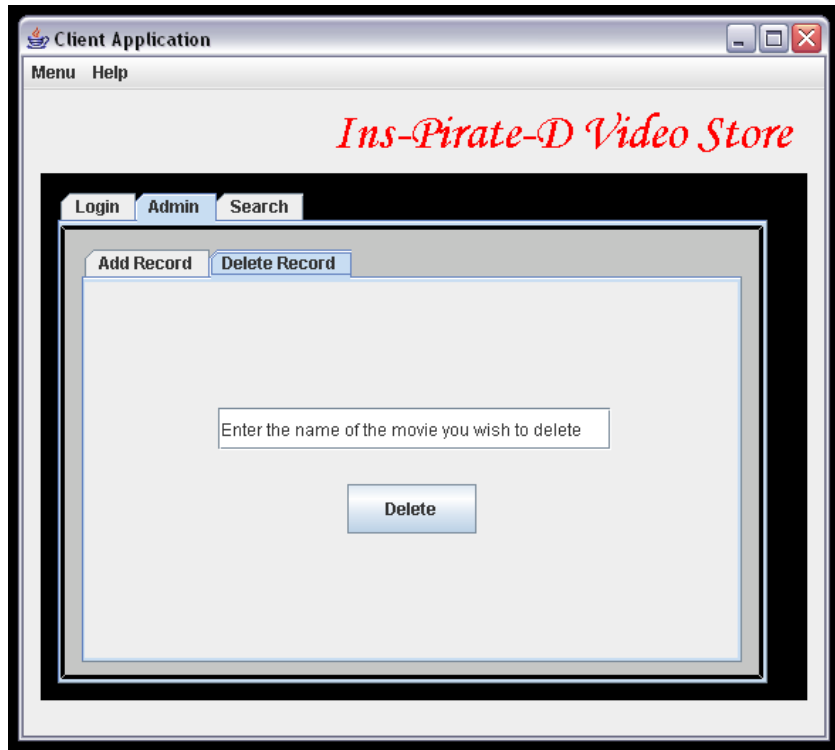 Client Application
Menu Help
Ins-Pirate-D Video Store
Login Admin Search
Add Record Delete Record
Enter the name of the movie you wish to delete
Delete